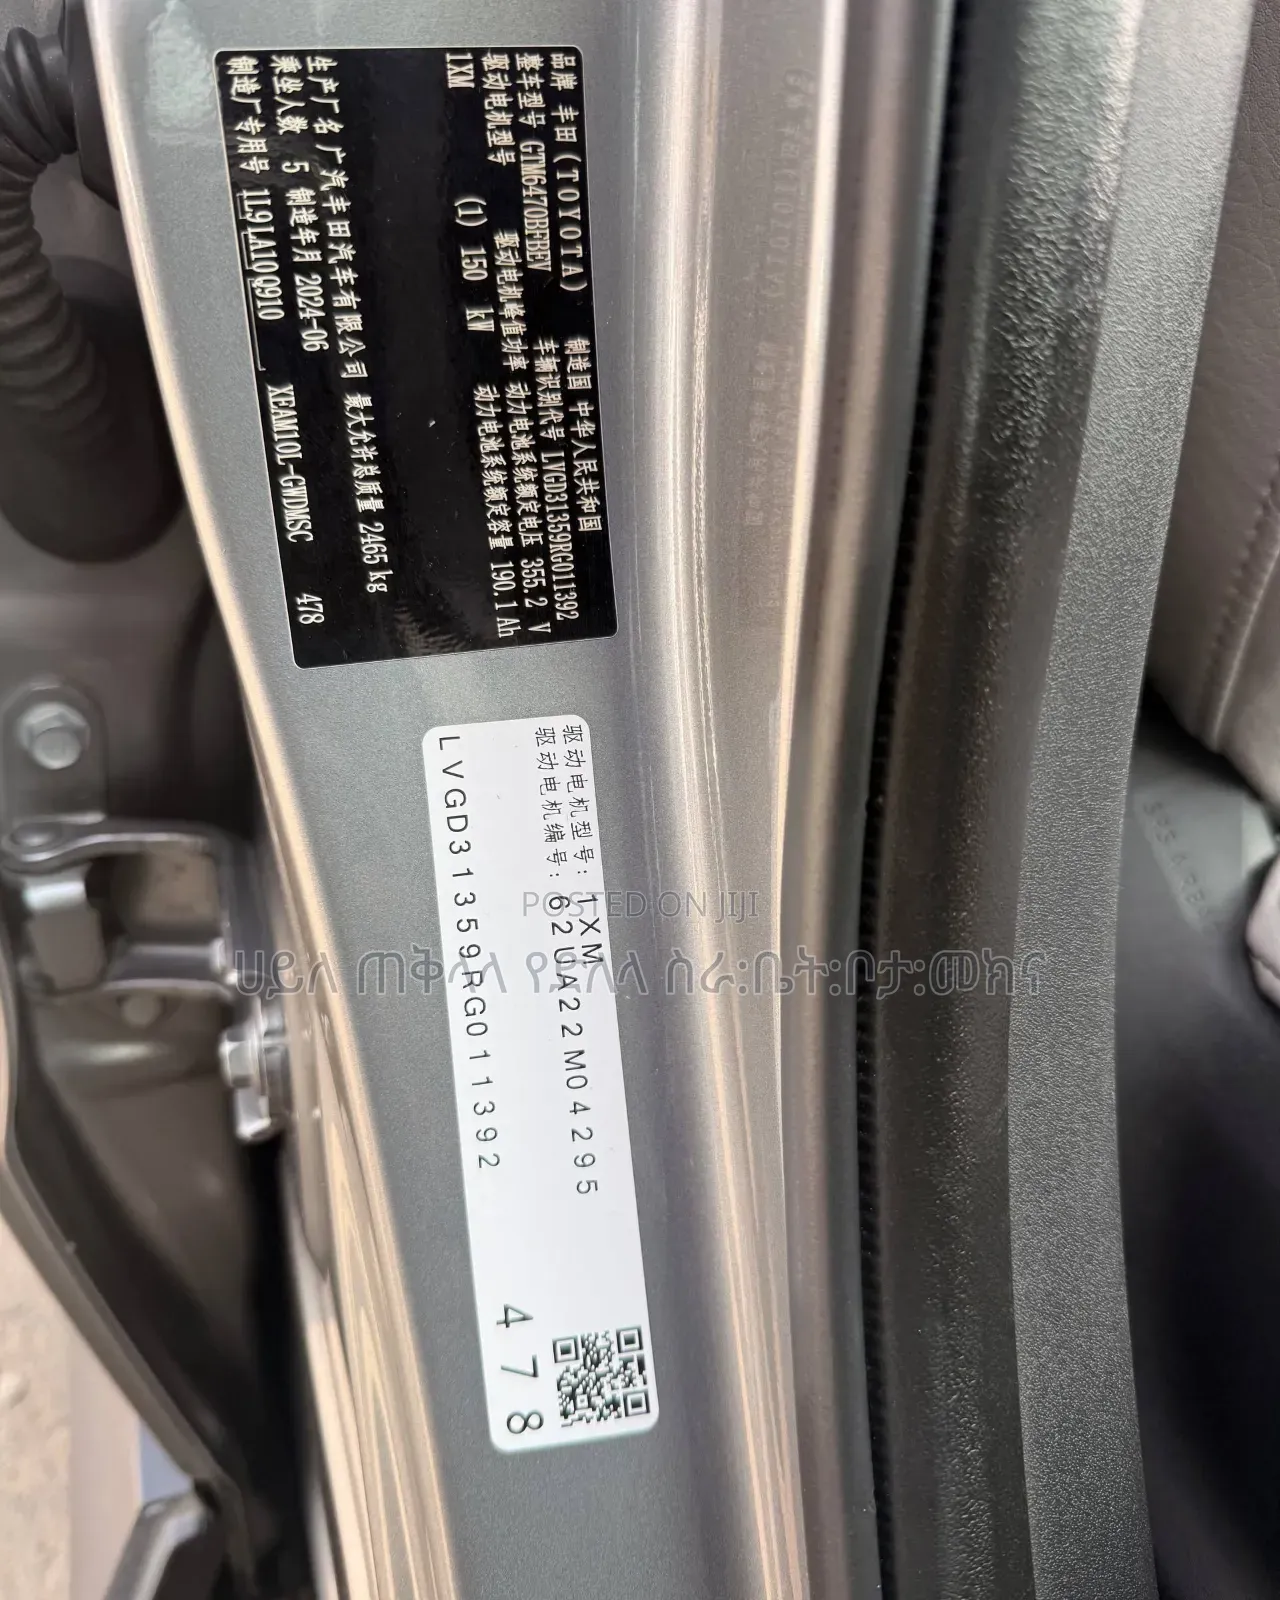 品牌 丰田 (TOYOTA) 制造国 中华人民共和国
整车型号 GTM6470BFBEV 车辆识别代号 LVGD31359RG011392
驱动电机型号 驱动电机峰值功率 动力电池系统额定电压 355.2 V
1XM (1) 150 kW 动力电池系统额定容量 190.1 Ah
生产厂名 广汽丰田汽车有限公司 最大允许总质量 2465 kg
乘坐人数 5 制造年月 2024-06
制造厂专用号 1L91A10Q910 XEAM10L-GWDMSC 478
驱动电机型号: 1XM
驱动电机编号: 62UA22M04295
LVGD31359RG011392 478
POSTED ON JIJI
ሀይለ ጠቅላላ የደላላ ስራ:ቤት:ቦታ:መክና
SRS AIRBAG